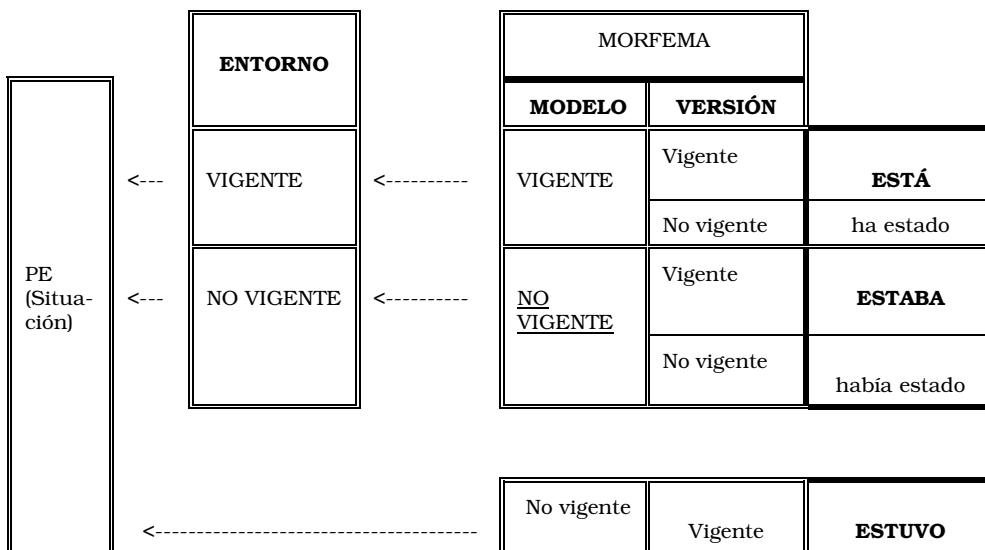 MORFEMA
ENTORNO
MODELO VERSIÓN
<--- VIGENTE <---------- VIGENTE Vigente ESTÁ
No vigente ha estado
PE
(Situa-
ción)
<--- NO VIGENTE <---------- NO
VIGENTE
Vigente ESTABA
No vigente había estado
<------------------------------------- No vigente Vigente ESTUVO